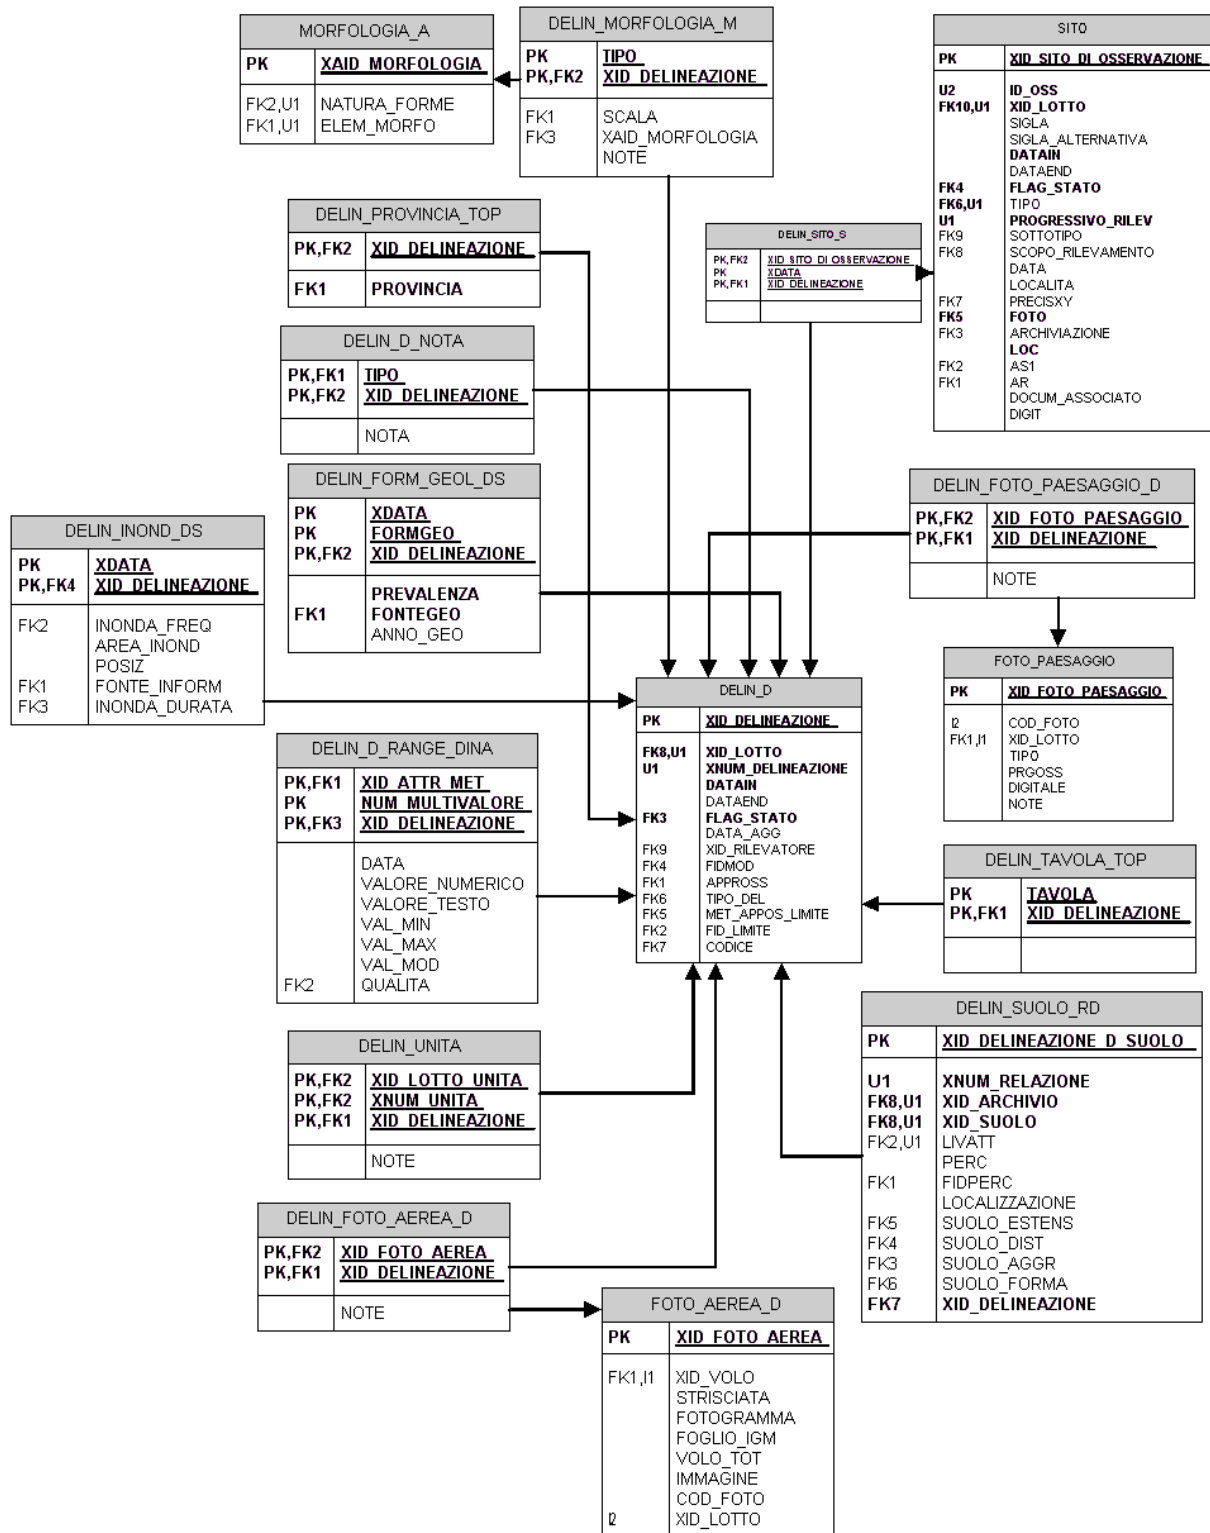 MORFOLOGIA_A
PK XAID_MORFOLOGIA
FK2,U1 NATURA_FORME
FK1,U1 ELEM_MORFO
DELIN_MORFOLOGIA_M
PK TIPO
PK,FK2 XID_DELINEAZIONE
FK1 SCALA
FK3 XAID_MORFOLOGIA
NOTE
SITO
PK XID_SITO_DI_OSSERVAZIONE
U2 ID_OSS
FK10,U1 XID_LOTTO
SIGLA
SIGLA_ALTERNATIVA
DATAIN
DATAEND
FK4 FLAG_STATO
FK6,U1 TIPO
U1 PROGRESSIVO_RILEV
FK9 SOTTOTIPO
FK8 SCOPO_RILEVAMENTO
DATA
LOCALITA
FK7 PRECISXY
FK5 FOTO
FK3 ARCHIVIAZIONE
LOC
FK2 AS1
FK1 AR
DOCUM_ASSOCIATO
DIGIT
DELIN_PROVINCIA_TOP
PK,FK2 XID_DELINEAZIONE
FK1 PROVINCIA
DELIN_SITO_S
PK,FK2 XID_SITO_DI_OSSERVAZIONE
PK XDATA
PK,FK1 XID_DELINEAZIONE
DELIN_D_NOTA
PK,FK1 TIPO
PK,FK2 XID_DELINEAZIONE
NOTA
DELIN_FORM_GEOL_DS
PK XDATA
PK FORMGEO
PK,FK2 XID_DELINEAZIONE
PREVALENZA
FK1 FONTEGEO
ANNO_GEO
DELIN_FOTO_PAESAGGIO_D
PK,FK2 XID_FOTO_PAESAGGIO
PK,FK1 XID_DELINEAZIONE
NOTE
DELIN_INOND_DS
PK XDATA
PK,FK4 XID_DELINEAZIONE
FK2 INONDA_FREQ
AREA_INOND
POSIZ
FK1 FONTE_INFORM
FK3 INONDA_DURATA
FOTO_PAESAGGIO
PK XID_FOTO_PAESAGGIO
I2 COD_FOTO
FK1,I1 XID_LOTTO
TIPO
PRGOSS
DIGITALE
NOTE
DELIN_D
PK XID_DELINEAZIONE
FK8,U1 XID_LOTTO
U1 XNUM_DELINEAZIONE
DATAIN
DATAEND
FK3 FLAG_STATO
DATA_AGG
FK9 XID_RILEVATORE
FK4 FIDMOD
FK1 APPROSS
FK6 TIPO_DEL
FK5 MET_APPOS_LIMITE
FK2 FID_LIMITE
FK7 CODICE
DELIN_D_RANGE_DINA
PK,FK1 XID_ATTR_MET
PK NUM_MULTIVALORE
PK,FK3 XID_DELINEAZIONE
DATA
VALORE_NUMERICO
VALORE_TESTO
VAL_MIN
VAL_MAX
VAL_MOD
FK2 QUALITA
DELIN_TAVOLA_TOP
PK TAVOLA
PK,FK1 XID_DELINEAZIONE
DELIN_SUOLO_RD
PK XID_DELINEAZIONE_D_SUOLO
U1 XNUM_RELAZIONE
FK8,U1 XID_ARCHIVIO
FK8,U1 XID_SUOLO
FK2,U1 LIVATT
PERC
FK1 FIDPERC
LOCALIZZAZIONE
FK5 SUOLO_ESTENS
FK4 SUOLO_DIST
FK3 SUOLO_AGGR
FK6 SUOLO_FORMA
FK7 XID_DELINEAZIONE
DELIN_UNITA
PK,FK2 XID_LOTTO_UNITA
PK,FK2 XNUM_UNITA
PK,FK1 XID_DELINEAZIONE
NOTE
DELIN_FOTO_AEREA_D
PK,FK2 XID_FOTO_AEREA
PK,FK1 XID_DELINEAZIONE
NOTE
FOTO_AEREA_D
PK XID_FOTO_AEREA
FK1,I1 XID_VOLO
STRISCIATA
FOTOGRAMMA
FOGLIO_IGM
VOLO_TOT
IMMAGINE
COD_FOTO
I2 XID_LOTTO